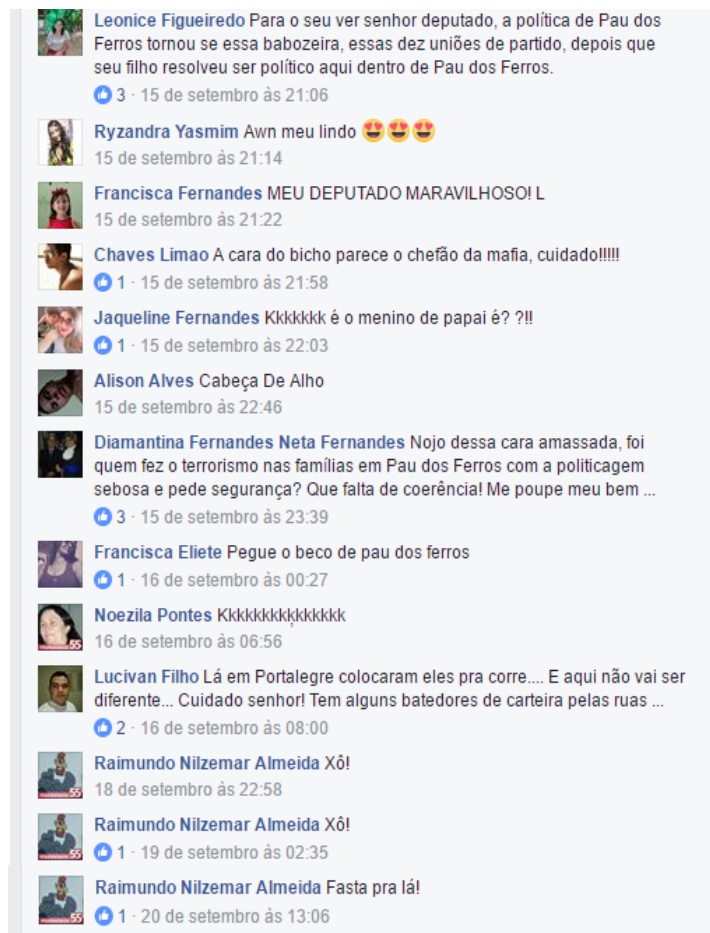 Leonice Figueiredo Para o seu ver senhor deputado, a política de Pau dos
Ferros tornou se essa babozeira, essas dez uniões de partido, depois que
seu filho resolveu ser político aqui dentro de Pau dos Ferros.
3 · 15 de setembro às 21:06
Ryzandra Yasmim Awn meu lindo 😍😍😍
15 de setembro às 21:14
Francisca Fernandes MEU DEPUTADO MARAVILHOSO! L
15 de setembro às 21:22
Chaves Limao A cara do bicho parece o chefão da mafia, cuidado!!!!!
1 · 15 de setembro às 21:58
Jaqueline Fernandes Kkkkkkk é o menino de papai é? ?!!
1 · 15 de setembro às 22:03
Alison Alves Cabeça De Alho
15 de setembro às 22:46
Diamantina Fernandes Neta Fernandes Nojo dessa cara amassada, foi
quem fez o terrorismo nas famílias em Pau dos Ferros com a politicagem
sebosa e pede segurança? Que falta de coerência! Me poupe meu bem ...
3 · 15 de setembro às 23:39
Francisca Eliete Pegue o beco de pau dos ferros
1 · 16 de setembro às 00:27
Noezila Pontes Kkkkkkkkķkkkkkk
55
16 de setembro às 06:56
Lucivan Filho Lá em Portalegre colocaram eles pra corre.... E aqui não vai ser
diferente... Cuidado senhor! Tem alguns batedores de carteira pelas ruas ...
2 · 16 de setembro às 08:00
Raimundo Nilzemar Almeida Xô!
55
18 de setembro às 22:58
Raimundo Nilzemar Almeida Xô!
55
1 · 19 de setembro às 02:35
Raimundo Nilzemar Almeida Fasta pra lá!
55
1 · 20 de setembro às 13:06